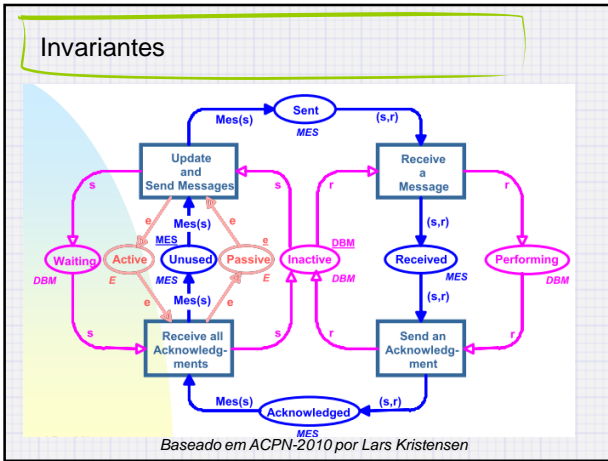 Invariantes
Sent
Mes(s)
(s,r)
MES
Update
and
Send Messages
Receive
a
Message
s
e
e
Mes(s)
s
r
r
(s,r)
MES
e
DBM
Waiting
Active
Unused
Passive
Inactive
Received
Performing
DBM
E
MES
E
DBM
MES
DBM
e
Mes(s)
e
(s,r)
s
s
r
r
Receive all
Acknowledg-
ments
Send an
Acknowledg-
ment
Mes(s)
Acknowledged
(s,r)
MES
Baseado em ACPN-2010 por Lars Kristensen